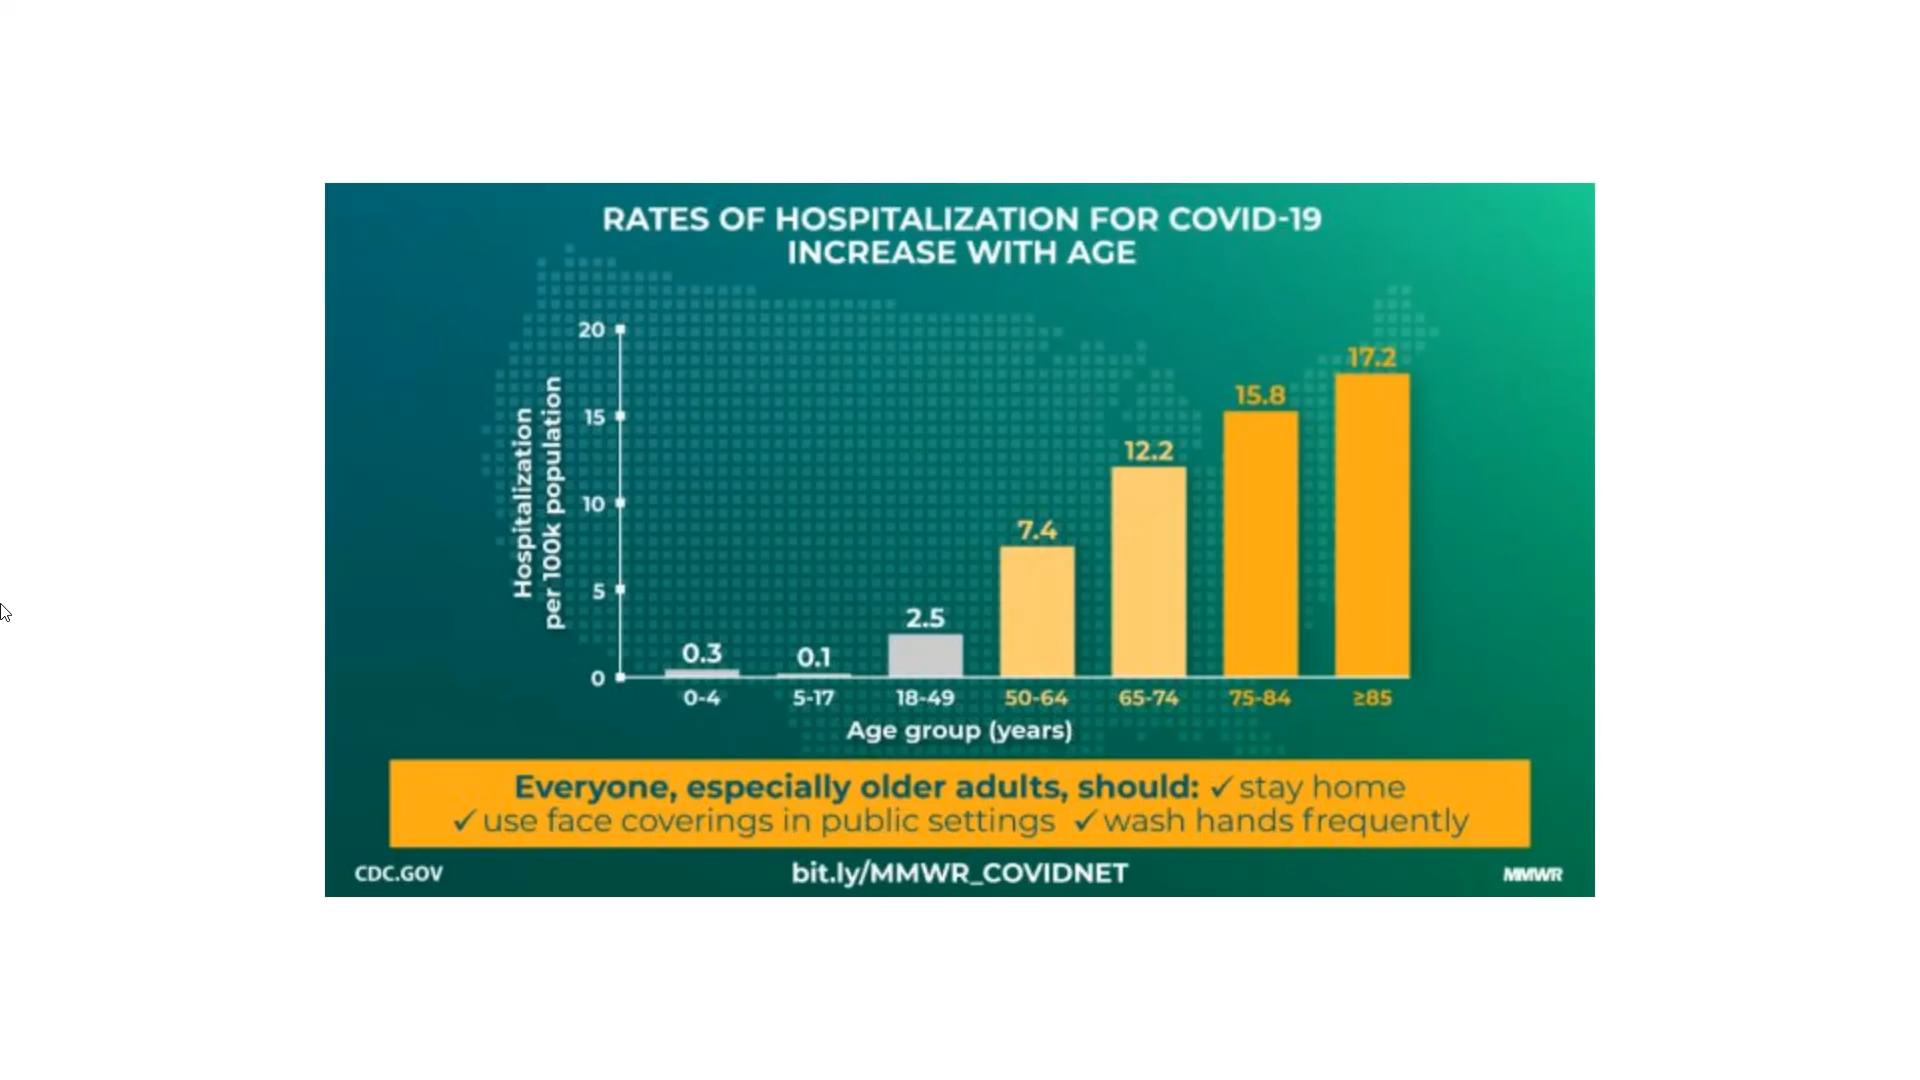 RATES OF HOSPITALIZATION FOR COVID-19
INCREASE WITH AGE
Hospitalization
per 100k population
20
15
10
5
0
0.3
0.1
2.5
7.4
12.2
15.8
17.2
0-4
5-17
18-49
50-64
65-74
75-84
≥85
Age group (years)
Everyone, especially older adults, should: ✓stay home
✓use face coverings in public settings ✓wash hands frequently
CDC.GOV
bit.ly/MMWR_COVIDNET
MMWR